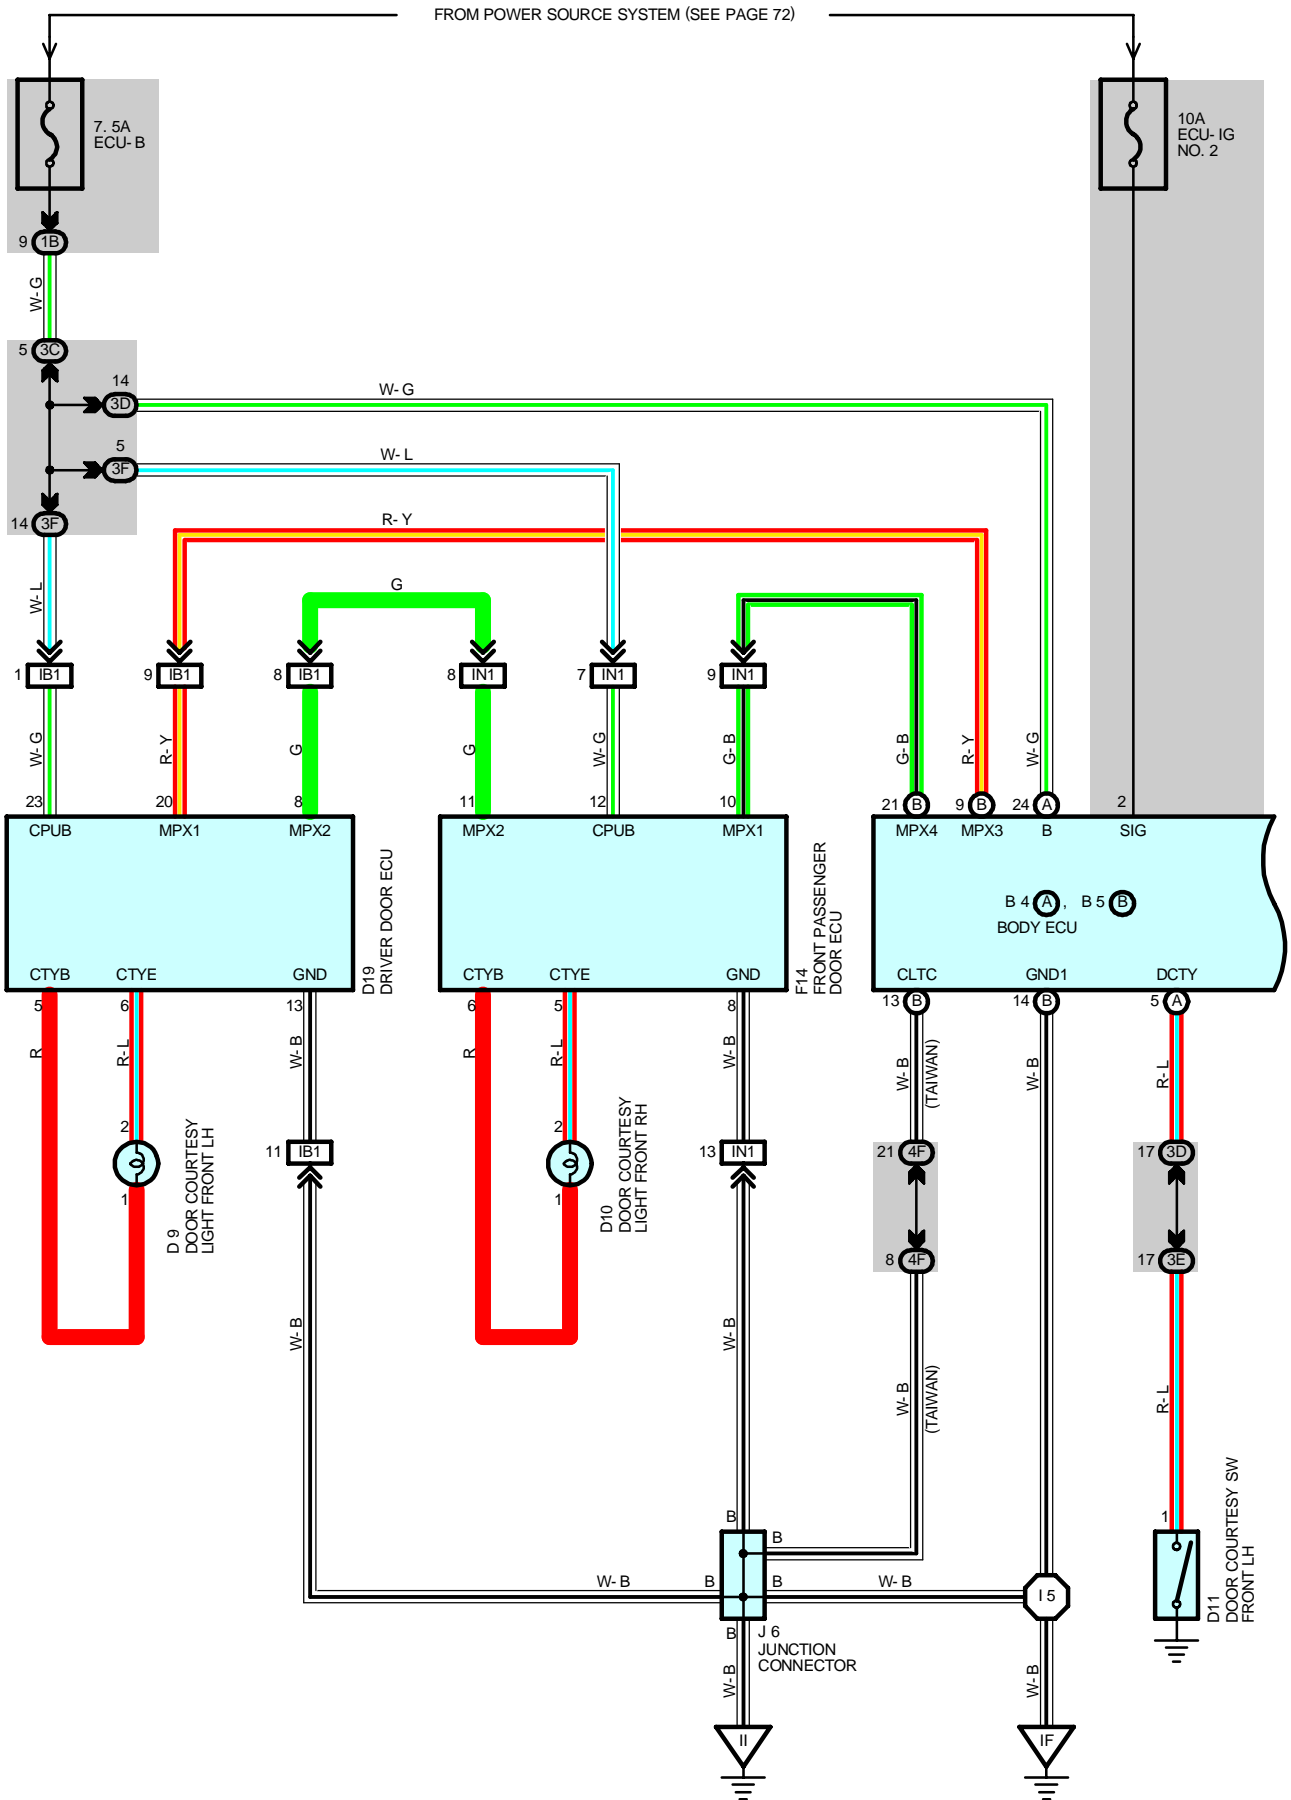 FROM POWER SOURCE SYSTEM (SEE PAGE 72)
7. 5A
ECU- B
10A
ECU- IG
NO. 2
9 1B
W- G
5 3C
14
3D
W- G
5
3F
W- L
14 3F
R- Y
W- L
G
1 IB1
9 IB1
8 IB1
8 IN1
7 IN1
9 IN1
W- G
R- Y
G
G
W- G
G- B
G- B
R- Y
W- G
23
20
8
11
12
10
21 B
9 B
24 A
2
CPUB
MPX1
MPX2
MPX2
CPUB
MPX1
MPX4
MPX3
B
SIG
D19
DRIVER DOOR ECU
F14
FRONT PASSENGER
DOOR ECU
B 4 A , B 5 B
BODY ECU
CTYB
CTYE
GND
CTYB
CTYE
GND
CLTC
GND1
DCTY
5
6
13
6
5
8
13 B
14 B
5 A
R
R- L
W- B
R
R- L
W- B
W- B
(TAIWAN)
W- B
R- L
2
1
D 9
DOOR COURTESY
LIGHT FRONT LH
11 IB1
2
1
D10
DOOR COURTESY
LIGHT FRONT RH
13 IN1
21 4F
17 3D
8 4F
17 3E
W- B
W- B
W- B
(TAIWAN)
R- L
B
B
1
D11
DOOR COURTESY SW
FRONT LH
W- B
B
B
W- B
I 5
B
J 6
JUNCTION
CONNECTOR
W- B
W- B
II
IF